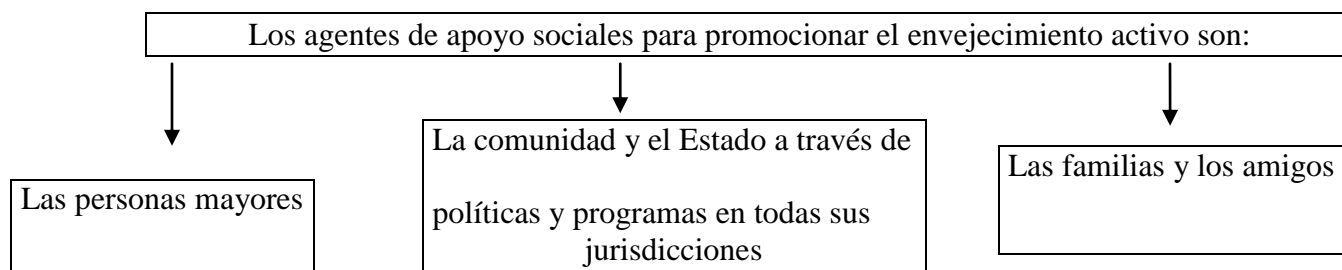 Los agentes de apoyo sociales para promocionar el envejecimiento activo son:
Las personas mayores
La comunidad y el Estado a través de
políticas y programas en todas sus
jurisdicciones
Las familias y los amigos